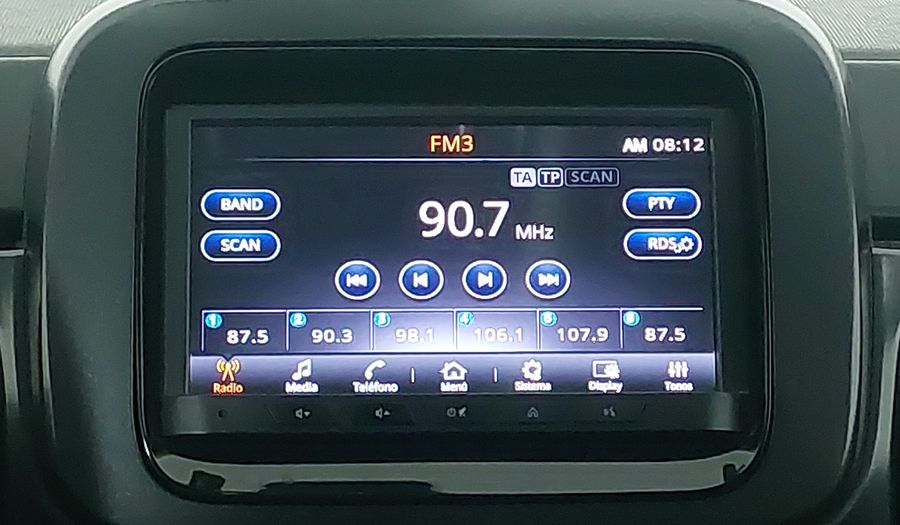 FM3
AM 08:12
TA TP SCAN
BAND
PTY
90.7 MHz
SCAN
RDS
1 2 3 4 5 6
87.5 90.3 98.1 106.1 107.9 87.5
Radio Media Teléfono Menú Sistema Display Tonos